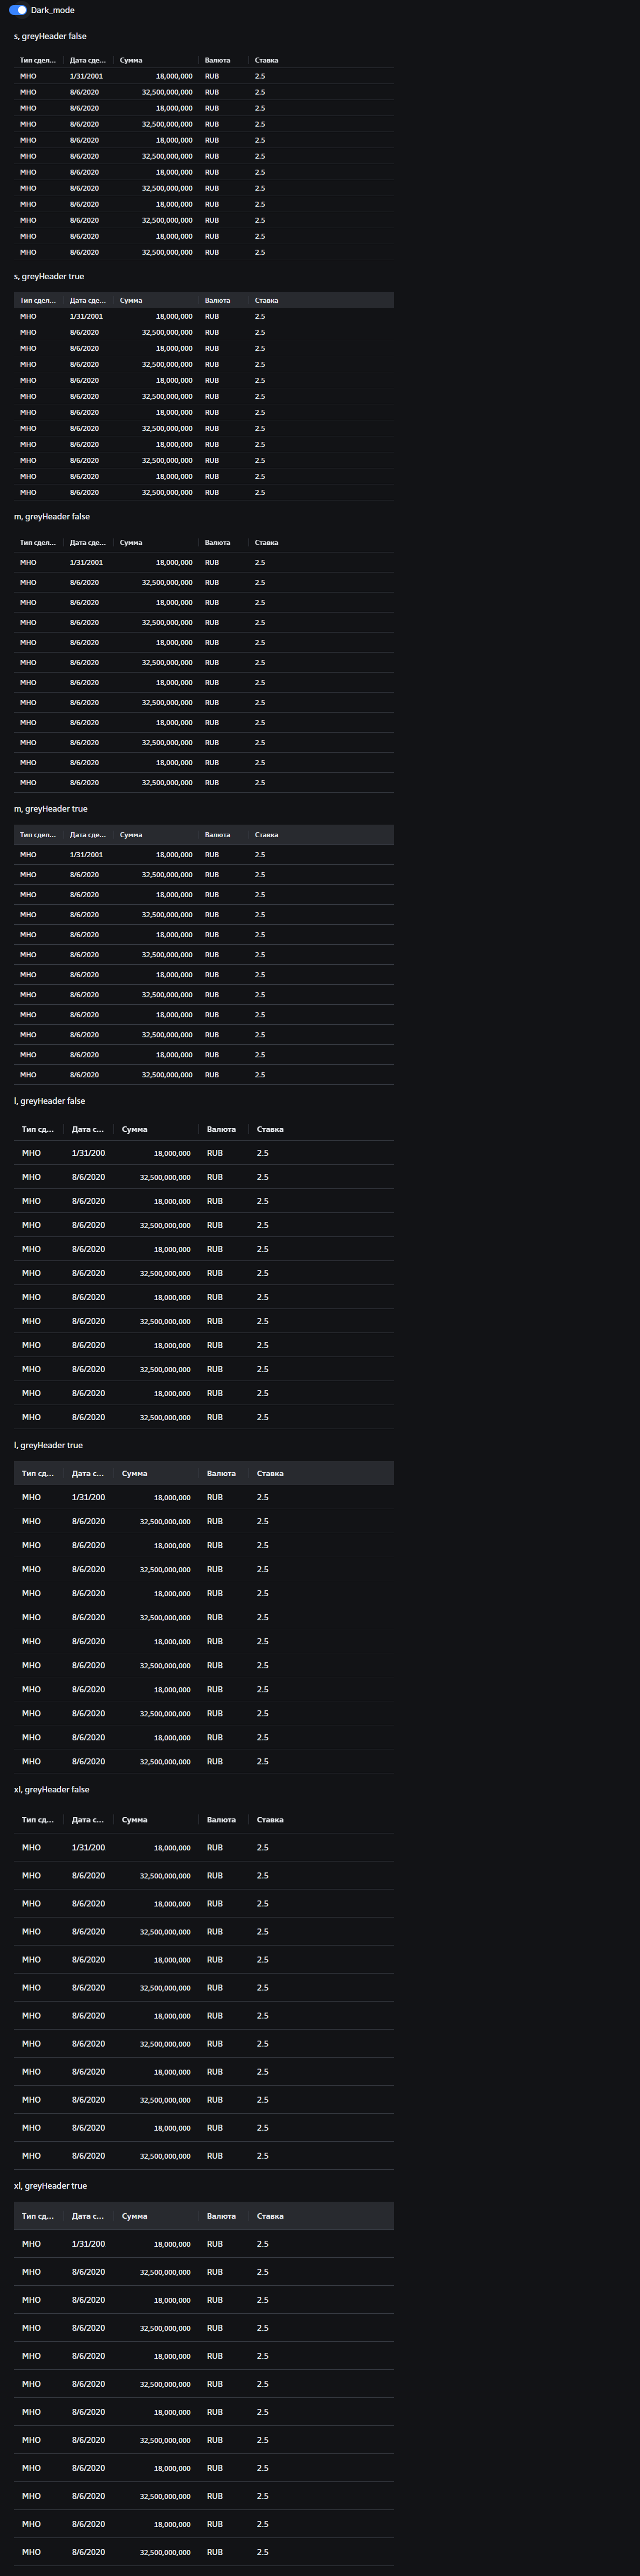 Dark_mode
s, greyHeader false
Тип сдел... Дата сде... Сумма Валюта Ставка
МНО 1/31/2001 18,000,000 RUB 2.5
МНО 8/6/2020 32,500,000,000 RUB 2.5
МНО 8/6/2020 18,000,000 RUB 2.5
МНО 8/6/2020 32,500,000,000 RUB 2.5
МНО 8/6/2020 18,000,000 RUB 2.5
МНО 8/6/2020 32,500,000,000 RUB 2.5
МНО 8/6/2020 18,000,000 RUB 2.5
МНО 8/6/2020 32,500,000,000 RUB 2.5
МНО 8/6/2020 18,000,000 RUB 2.5
МНО 8/6/2020 32,500,000,000 RUB 2.5
МНО 8/6/2020 18,000,000 RUB 2.5
МНО 8/6/2020 32,500,000,000 RUB 2.5
s, greyHeader true
Тип сдел... Дата сде... Сумма Валюта Ставка
МНО 1/31/2001 18,000,000 RUB 2.5
МНО 8/6/2020 32,500,000,000 RUB 2.5
МНО 8/6/2020 18,000,000 RUB 2.5
МНО 8/6/2020 32,500,000,000 RUB 2.5
МНО 8/6/2020 18,000,000 RUB 2.5
МНО 8/6/2020 32,500,000,000 RUB 2.5
МНО 8/6/2020 18,000,000 RUB 2.5
МНО 8/6/2020 32,500,000,000 RUB 2.5
МНО 8/6/2020 18,000,000 RUB 2.5
МНО 8/6/2020 32,500,000,000 RUB 2.5
МНО 8/6/2020 18,000,000 RUB 2.5
МНО 8/6/2020 32,500,000,000 RUB 2.5
m, greyHeader false
Тип сдел... Дата сде... Сумма Валюта Ставка
МНО 1/31/2001 18,000,000 RUB 2.5
МНО 8/6/2020 32,500,000,000 RUB 2.5
МНО 8/6/2020 18,000,000 RUB 2.5
МНО 8/6/2020 32,500,000,000 RUB 2.5
МНО 8/6/2020 18,000,000 RUB 2.5
МНО 8/6/2020 32,500,000,000 RUB 2.5
МНО 8/6/2020 18,000,000 RUB 2.5
МНО 8/6/2020 32,500,000,000 RUB 2.5
МНО 8/6/2020 18,000,000 RUB 2.5
МНО 8/6/2020 32,500,000,000 RUB 2.5
МНО 8/6/2020 18,000,000 RUB 2.5
МНО 8/6/2020 32,500,000,000 RUB 2.5
m, greyHeader true
Тип сдел... Дата сде... Сумма Валюта Ставка
МНО 1/31/2001 18,000,000 RUB 2.5
МНО 8/6/2020 32,500,000,000 RUB 2.5
МНО 8/6/2020 18,000,000 RUB 2.5
МНО 8/6/2020 32,500,000,000 RUB 2.5
МНО 8/6/2020 18,000,000 RUB 2.5
МНО 8/6/2020 32,500,000,000 RUB 2.5
МНО 8/6/2020 18,000,000 RUB 2.5
МНО 8/6/2020 32,500,000,000 RUB 2.5
МНО 8/6/2020 18,000,000 RUB 2.5
МНО 8/6/2020 32,500,000,000 RUB 2.5
МНО 8/6/2020 18,000,000 RUB 2.5
МНО 8/6/2020 32,500,000,000 RUB 2.5
l, greyHeader false
Тип сд... Дата с... Сумма Валюта Ставка
МНО 1/31/200 18,000,000 RUB 2.5
МНО 8/6/2020 32,500,000,000 RUB 2.5
МНО 8/6/2020 18,000,000 RUB 2.5
МНО 8/6/2020 32,500,000,000 RUB 2.5
МНО 8/6/2020 18,000,000 RUB 2.5
МНО 8/6/2020 32,500,000,000 RUB 2.5
МНО 8/6/2020 18,000,000 RUB 2.5
МНО 8/6/2020 32,500,000,000 RUB 2.5
МНО 8/6/2020 18,000,000 RUB 2.5
МНО 8/6/2020 32,500,000,000 RUB 2.5
МНО 8/6/2020 18,000,000 RUB 2.5
МНО 8/6/2020 32,500,000,000 RUB 2.5
l, greyHeader true
Тип сд... Дата с... Сумма Валюта Ставка
МНО 1/31/200 18,000,000 RUB 2.5
МНО 8/6/2020 32,500,000,000 RUB 2.5
МНО 8/6/2020 18,000,000 RUB 2.5
МНО 8/6/2020 32,500,000,000 RUB 2.5
МНО 8/6/2020 18,000,000 RUB 2.5
МНО 8/6/2020 32,500,000,000 RUB 2.5
МНО 8/6/2020 18,000,000 RUB 2.5
МНО 8/6/2020 32,500,000,000 RUB 2.5
МНО 8/6/2020 18,000,000 RUB 2.5
МНО 8/6/2020 32,500,000,000 RUB 2.5
МНО 8/6/2020 18,000,000 RUB 2.5
МНО 8/6/2020 32,500,000,000 RUB 2.5
xl, greyHeader false
Тип сд... Дата с... Сумма Валюта Ставка
МНО 1/31/200 18,000,000 RUB 2.5
МНО 8/6/2020 32,500,000,000 RUB 2.5
МНО 8/6/2020 18,000,000 RUB 2.5
МНО 8/6/2020 32,500,000,000 RUB 2.5
МНО 8/6/2020 18,000,000 RUB 2.5
МНО 8/6/2020 32,500,000,000 RUB 2.5
МНО 8/6/2020 18,000,000 RUB 2.5
МНО 8/6/2020 32,500,000,000 RUB 2.5
МНО 8/6/2020 18,000,000 RUB 2.5
МНО 8/6/2020 32,500,000,000 RUB 2.5
МНО 8/6/2020 18,000,000 RUB 2.5
МНО 8/6/2020 32,500,000,000 RUB 2.5
xl, greyHeader true
Тип сд... Дата с... Сумма Валюта Ставка
МНО 1/31/200 18,000,000 RUB 2.5
МНО 8/6/2020 32,500,000,000 RUB 2.5
МНО 8/6/2020 18,000,000 RUB 2.5
МНО 8/6/2020 32,500,000,000 RUB 2.5
МНО 8/6/2020 18,000,000 RUB 2.5
МНО 8/6/2020 32,500,000,000 RUB 2.5
МНО 8/6/2020 18,000,000 RUB 2.5
МНО 8/6/2020 32,500,000,000 RUB 2.5
МНО 8/6/2020 18,000,000 RUB 2.5
МНО 8/6/2020 32,500,000,000 RUB 2.5
МНО 8/6/2020 18,000,000 RUB 2.5
МНО 8/6/2020 32,500,000,000 RUB 2.5